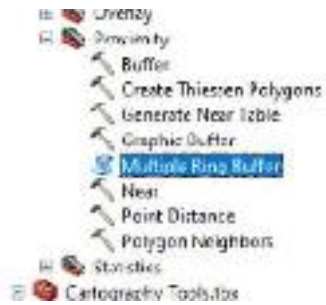 Overlay
Proximity
Buffer
Create Thiessen Polygons
Generate Near Table
Graphic Buffer
Multiple Ring Buffer
Near
Point Distance
Polygon Neighbors
Statistics
Cartography Tools.tbx